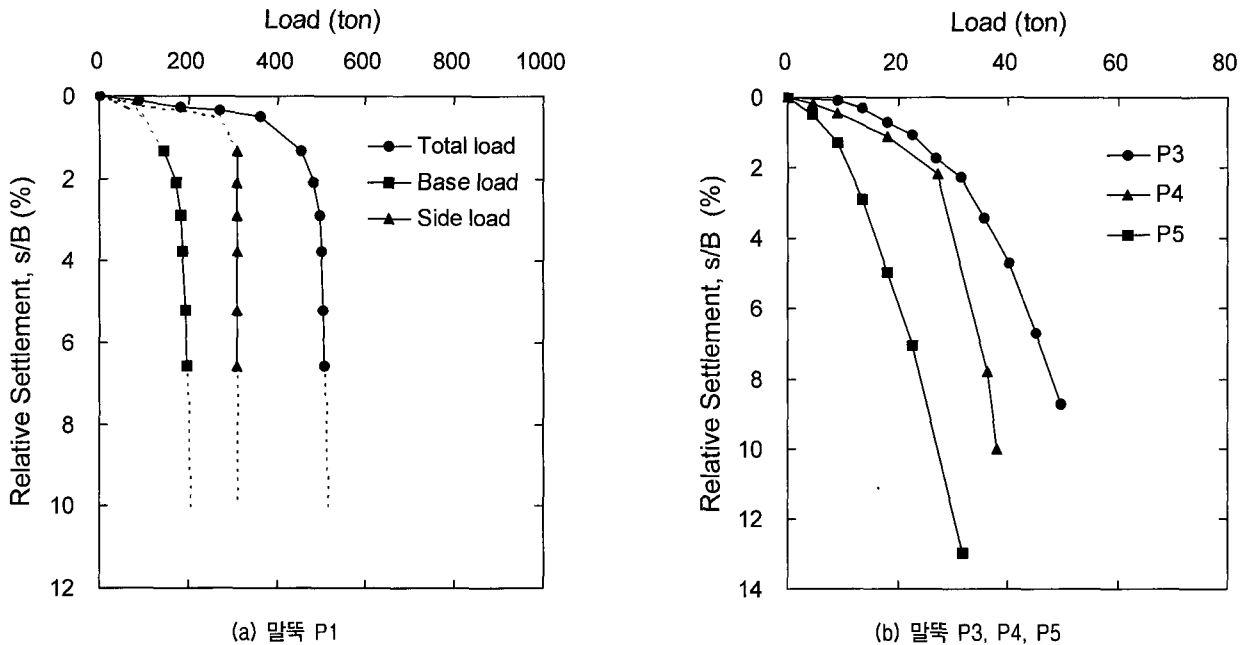 Load (ton)
0 200 400 600 800 1000
0
2
4
6
8
10
12
Relative Settlement, s/B (%)
Total load
Base load
Side load
(a) 말뚝 P1
Load (ton)
0 20 40 60 80
0
2
4
6
8
10
12
14
Relative Settlement, s/B (%)
P3
P4
P5
(b) 말뚝 P3, P4, P5